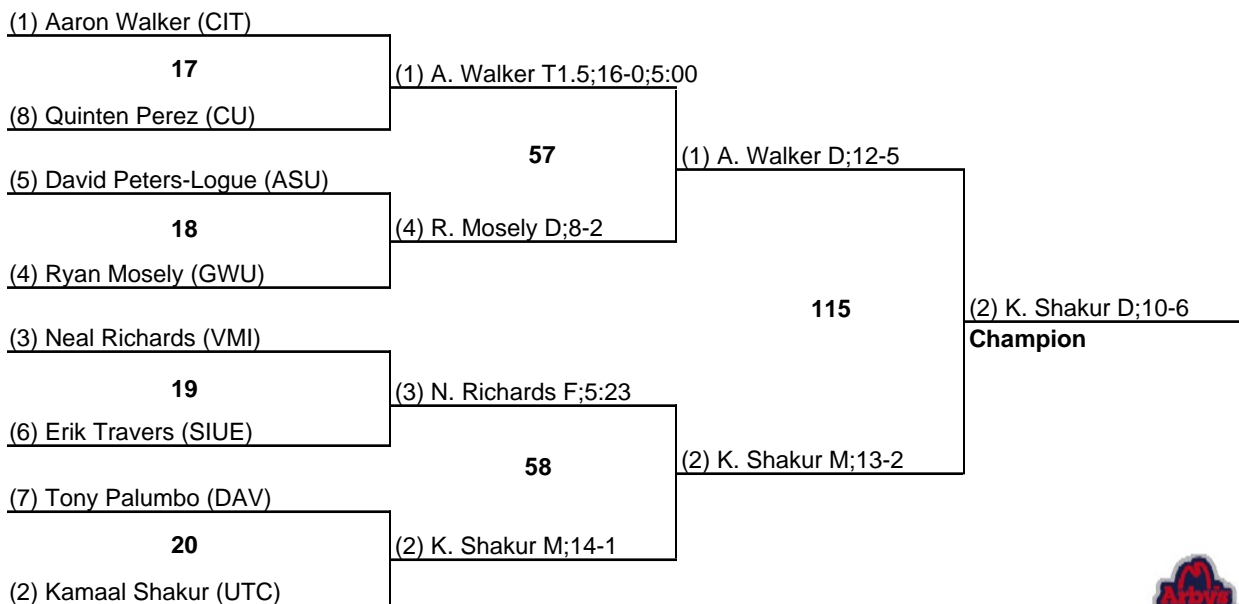 (1) Aaron Walker (CIT)
17
(1) A. Walker T1.5;16-0;5:00
(8) Quinten Perez (CU)
57
(1) A. Walker D;12-5
(5) David Peters-Logue (ASU)
18
(4) R. Mosely D;8-2
(4) Ryan Mosely (GWU)
115
(2) K. Shakur D;10-6
Champion
(3) Neal Richards (VMI)
19
(3) N. Richards F;5:23
(6) Erik Travers (SIUE)
58
(2) K. Shakur M;13-2
(7) Tony Palumbo (DAV)
20
(2) K. Shakur M;14-1
(2) Kamaal Shakur (UTC)
Arby's